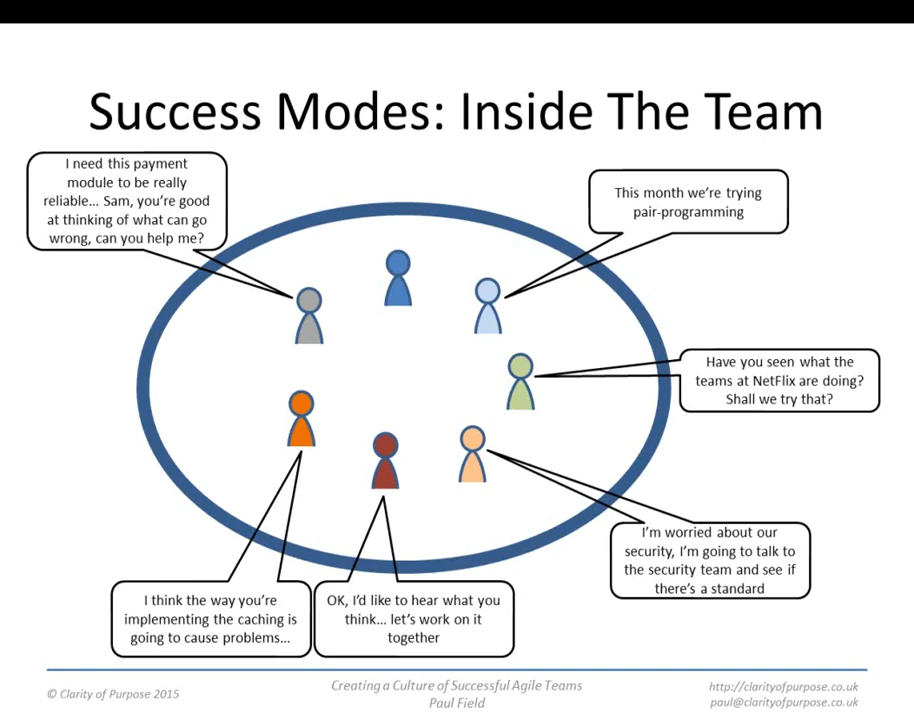 Success Modes: Inside The Team
I need this payment
module to be really
reliable... Sam, you're good
at thinking of what can go
wrong, can you help me?
This month we're trying
pair-programming
Have you seen what the
teams at NetFlix are doing?
Shall we try that?
I'm worried about our
security, I'm going to talk to
the security team and see if
there's a standard
I think the way you're
implementing the caching is
going to cause problems...
OK, I'd like to hear what you
think... let's work on it
together
© Clarity of Purpose 2015
Creating a Culture of Successful Agile Teams
Paul Field
http://clarityofpurpose.co.uk
paul@clarityofpurpose.co.uk